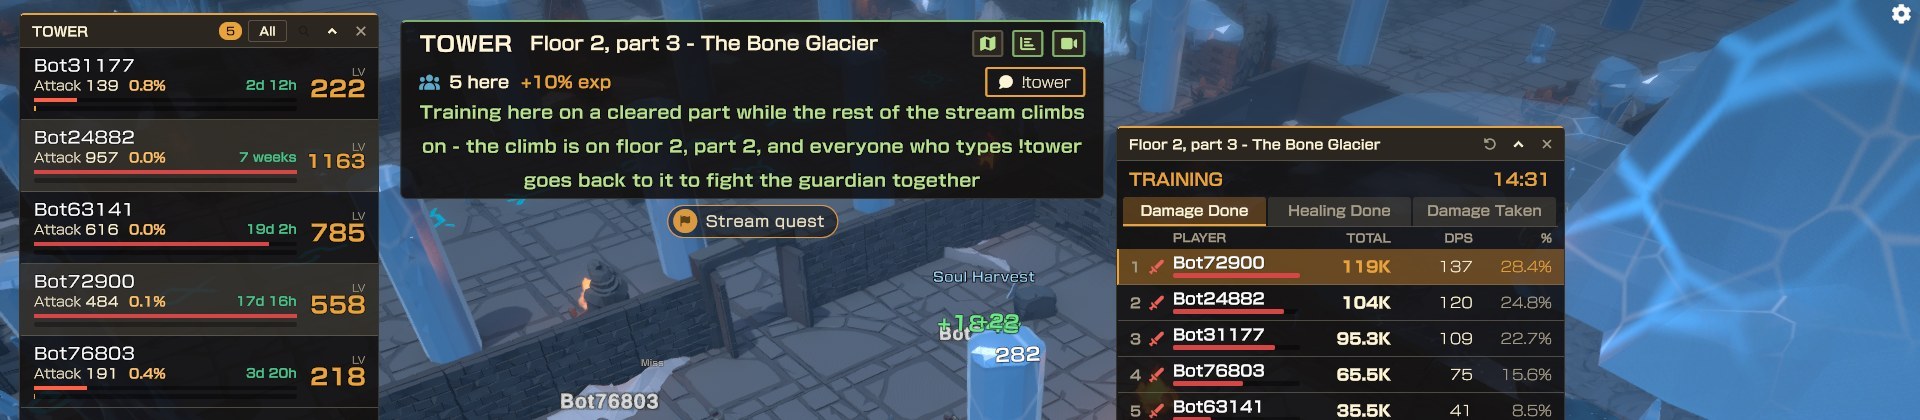 TOWER
5
All
Bot31177
Attack 139 0.8%
2d 12h
LV
222
Bot24882
Attack 957 0.0%
7 weeks
LV
1163
Bot63141
Attack 616 0.0%
19d 2h
LV
785
Bot72900
Attack 484 0.1%
17d 16h
LV
558
Bot76803
Attack 191 0.4%
3d 20h
LV
218
TOWER Floor 2, part 3 - The Bone Glacier
5 here +10% exp
!tower
Training here on a cleared part while the rest of the stream climbs
on - the climb is on floor 2, part 2, and everyone who types !tower
goes back to it to fight the guardian together
Stream quest
Soul Harvest
Bot
282
Miss
Bot76803
Floor 2, part 3 - The Bone Glacier
TRAINING 14:31
Damage Done Healing Done Damage Taken
PLAYER TOTAL DPS %
1 Bot72900 119K 137 28.4%
2 Bot24882 104K 120 24.8%
3 Bot31177 95.3K 109 22.7%
4 Bot76803 65.5K 75 15.6%
5 Bot63141 35.5K 41 8.5%